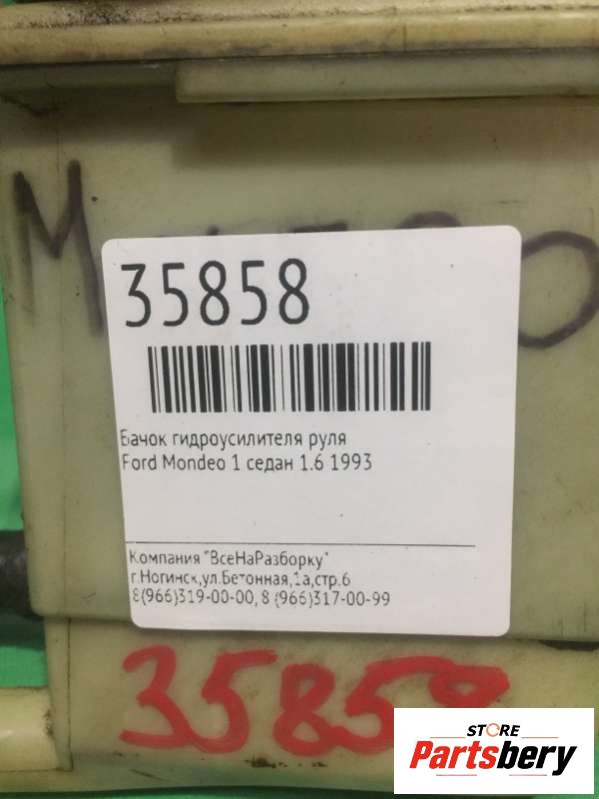 35858
Бачок гидроусилителя руля
Ford Mondeo 1 седан 1.6 1993
Компания "ВсеНаРазборку"
г.Ногинск,ул.Бетонная,1а,стр.6
8(966)319-00-00, 8 (966)317-00-99
35858
STORE
Partsbery